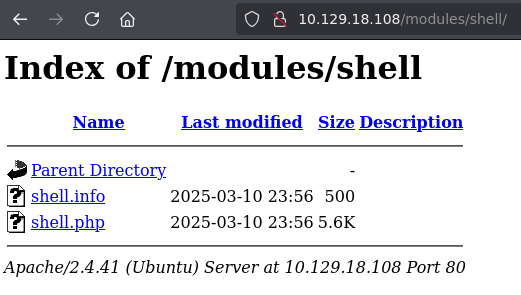 10.129.18.108/modules/shell/
Index of /modules/shell
Name Last modified Size Description
Parent Directory -
shell.info 2025-03-10 23:56 500
shell.php 2025-03-10 23:56 5.6K
Apache/2.4.41 (Ubuntu) Server at 10.129.18.108 Port 80